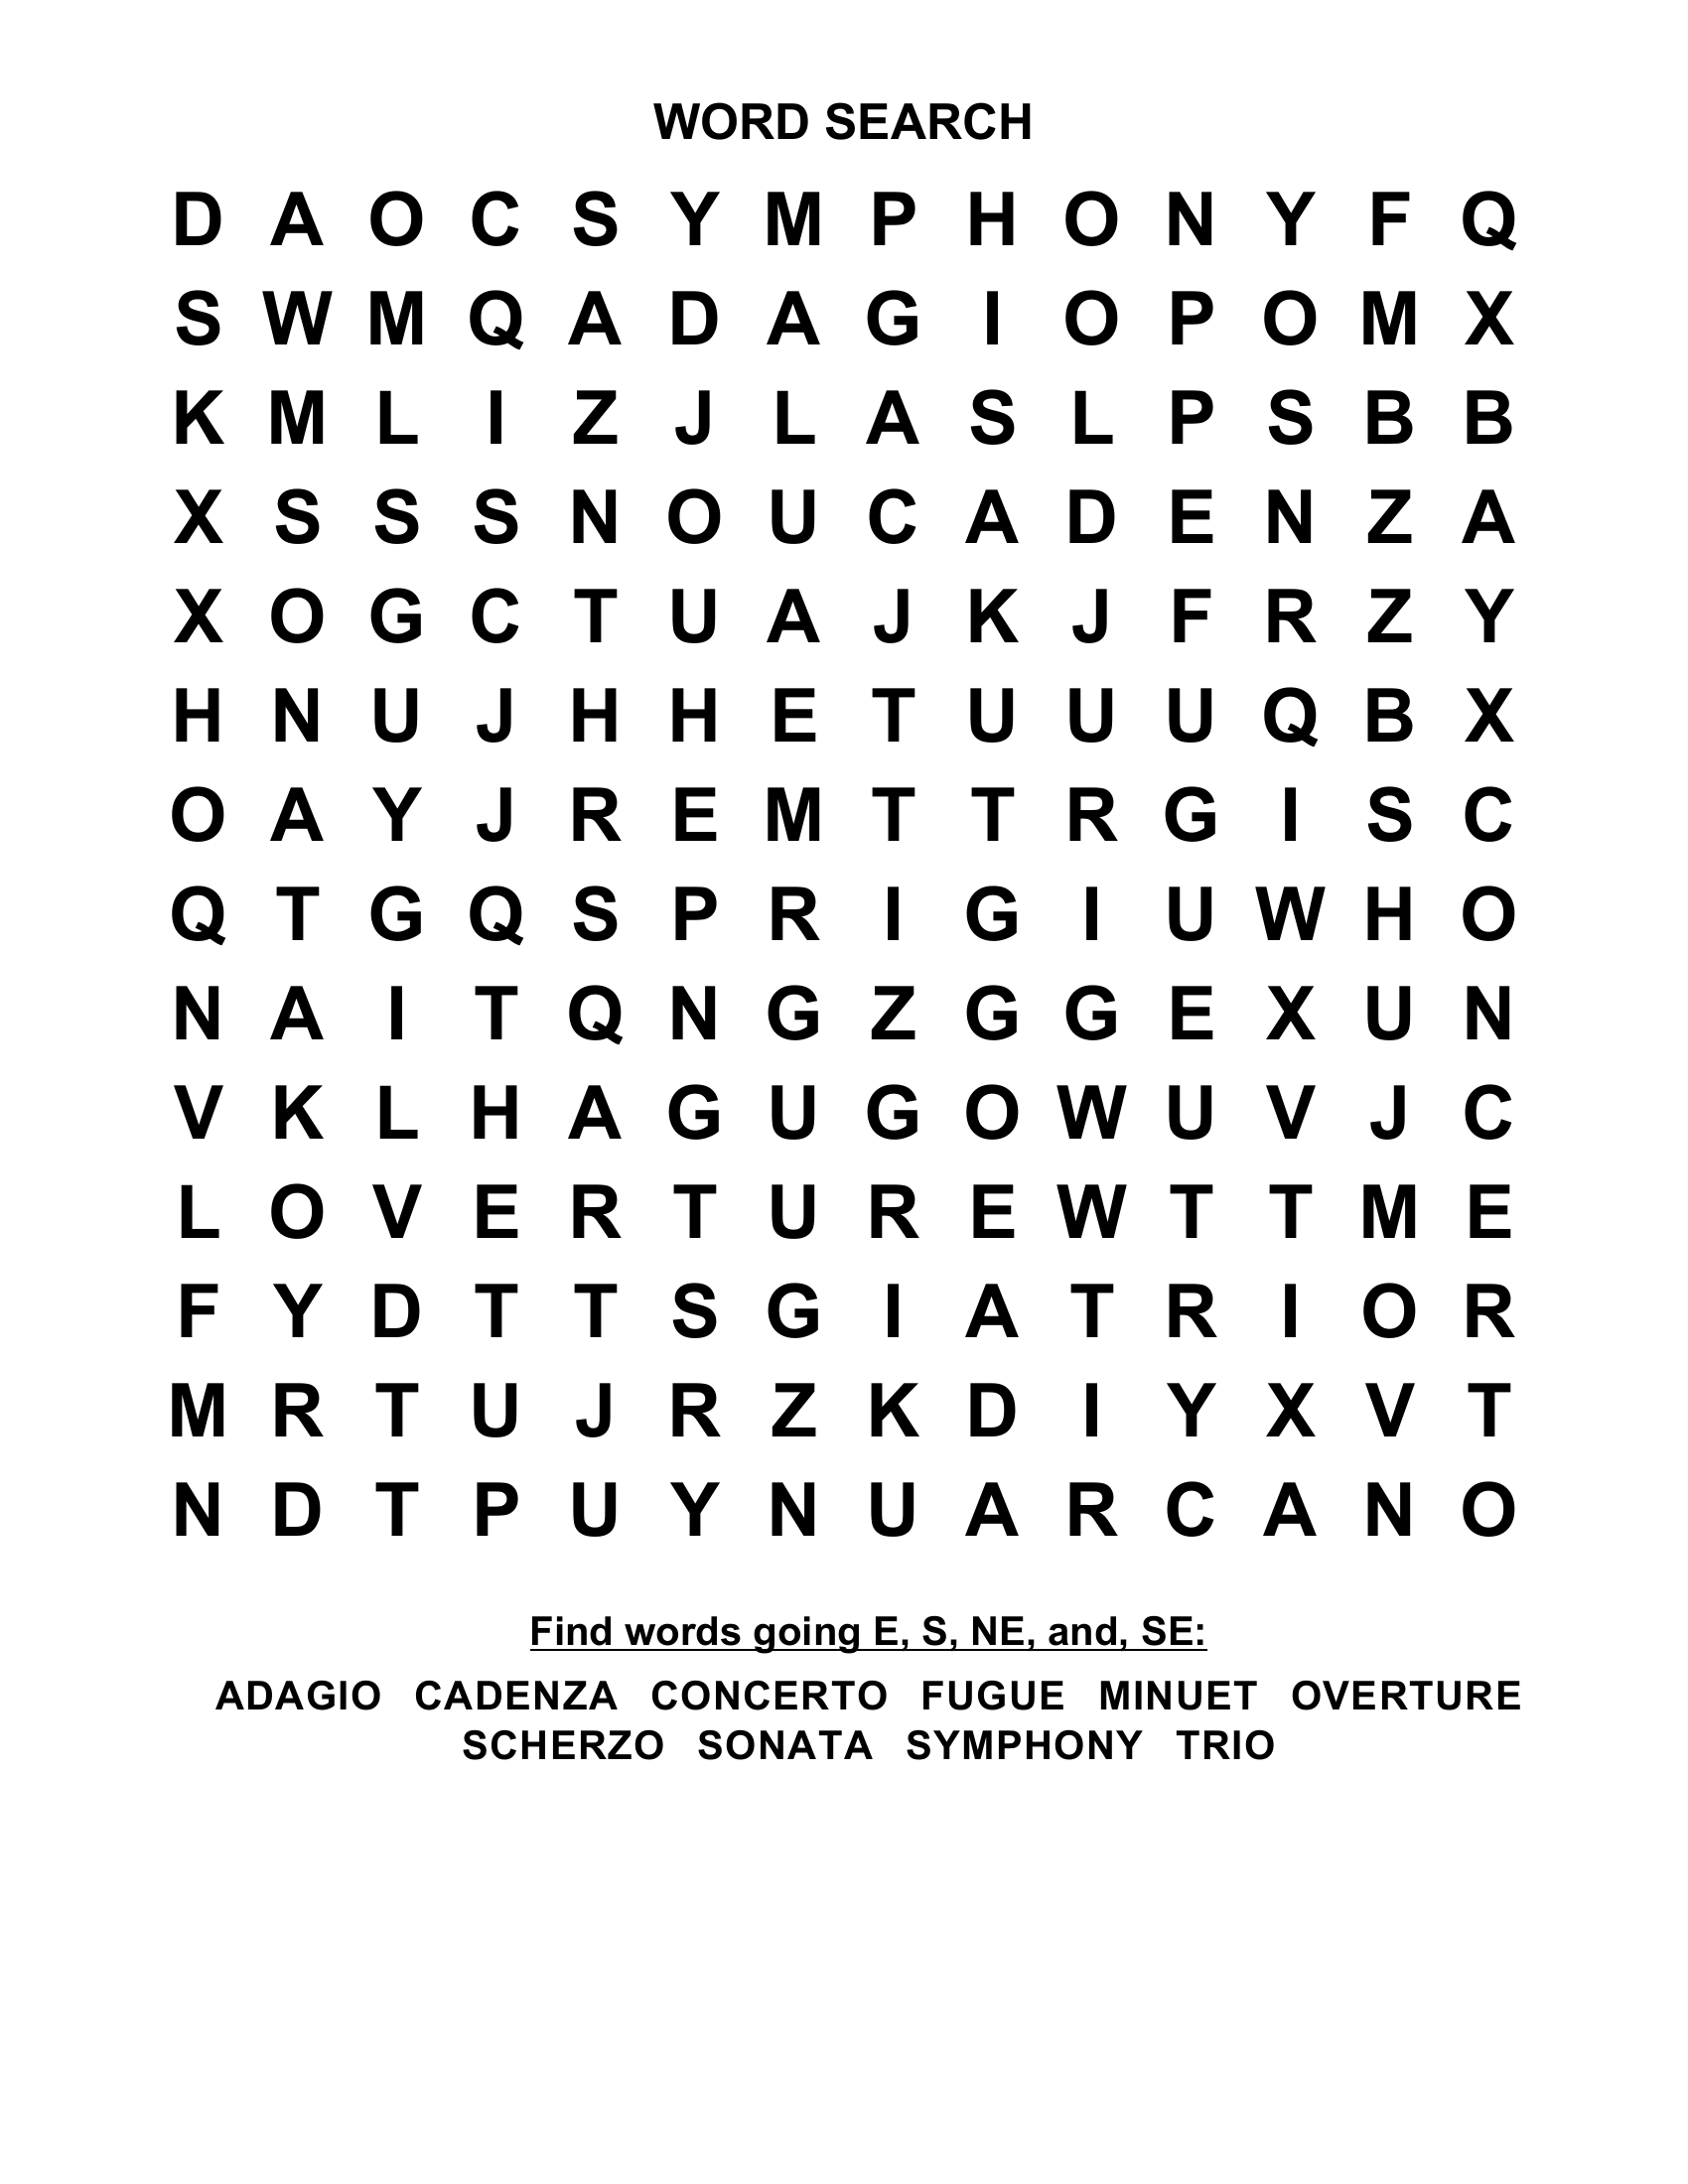 WORD SEARCH
D A O C S Y M P H O N Y F Q
S W M Q A D A G I O P O M X
K M L I Z J L A S L P S B B
X S S S N O U C A D E N Z A
X O G C T U A J K J F R Z Y
H N U J H H E T U U U Q B X
O A Y J R E M T T R G I S C
Q T G Q S P R I G I U W H O
N A I T Q N G Z G G E X U N
V K L H A G U G O W U V J C
L O V E R T U R E W T T M E
F Y D T T S G I A T R I O R
M R T U J R Z K D I Y X V T
N D T P U Y N U A R C A N O
Find words going E, S, NE, and, SE:
ADAGIO CADENZA CONCERTO FUGUE MINUET OVERTURE
SCHERZO SONATA SYMPHONY TRIO